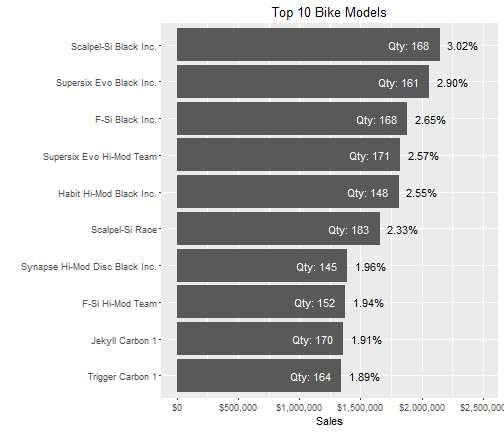 Top 10 Bike Models
Scalpel-Si Black Inc. Qty: 168 3.02%
Supersix Evo Black Inc. Qty: 161 2.90%
F-Si Black Inc. Qty: 168 2.65%
Supersix Evo Hi-Mod Team Qty: 171 2.57%
Habit Hi-Mod Black Inc. Qty: 148 2.55%
Scalpel-Si Race Qty: 183 2.33%
Synapse Hi-Mod Disc Black Inc. Qty: 145 1.96%
F-Si Hi-Mod Team Qty: 152 1.94%
Jekyll Carbon 1 Qty: 170 1.91%
Trigger Carbon 1 Qty: 164 1.89%
$0 $500,000 $1,000,000 $1,500,000 $2,000,000 $2,500,00
Sales